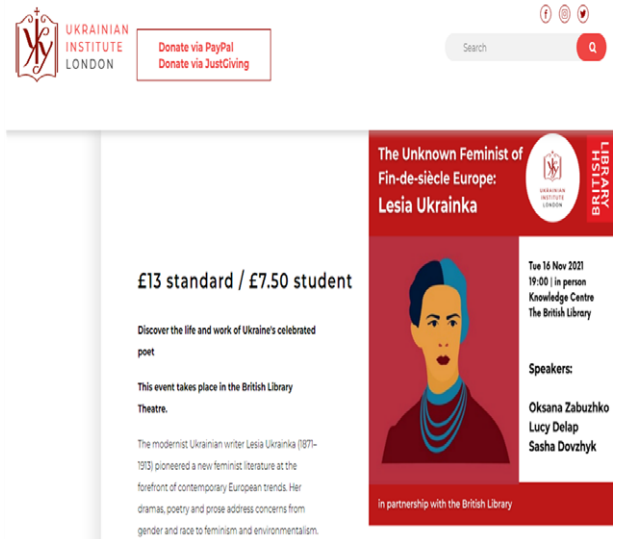 UKRAINIAN
INSTITUTE
LONDON
Donate via PayPal
Donate via JustGiving
Search
£13 standard / £7.50 student
Discover the life and work of Ukraine's celebrated
poet
This event takes place in the British Library
Theatre.
The modernist Ukrainian writer Lesia Ukrainka (1871–
1913) pioneered a new feminist literature at the
forefront of contemporary European trends. Her
dramas, poetry and prose address concerns from
gender and race to feminism and environmentalism.
The Unknown Feminist of
Fin-de-siècle Europe:
Lesia Ukrainka
UKRAINIAN
INSTITUTE
LONDON
BRITISH
LIBRARY
Tue 16 Nov 2021
19:00 | in person
Knowledge Centre
The British Library
Speakers:
Oksana Zabuzhko
Lucy Delap
Sasha Dovzhyk
in partnership with the British Library